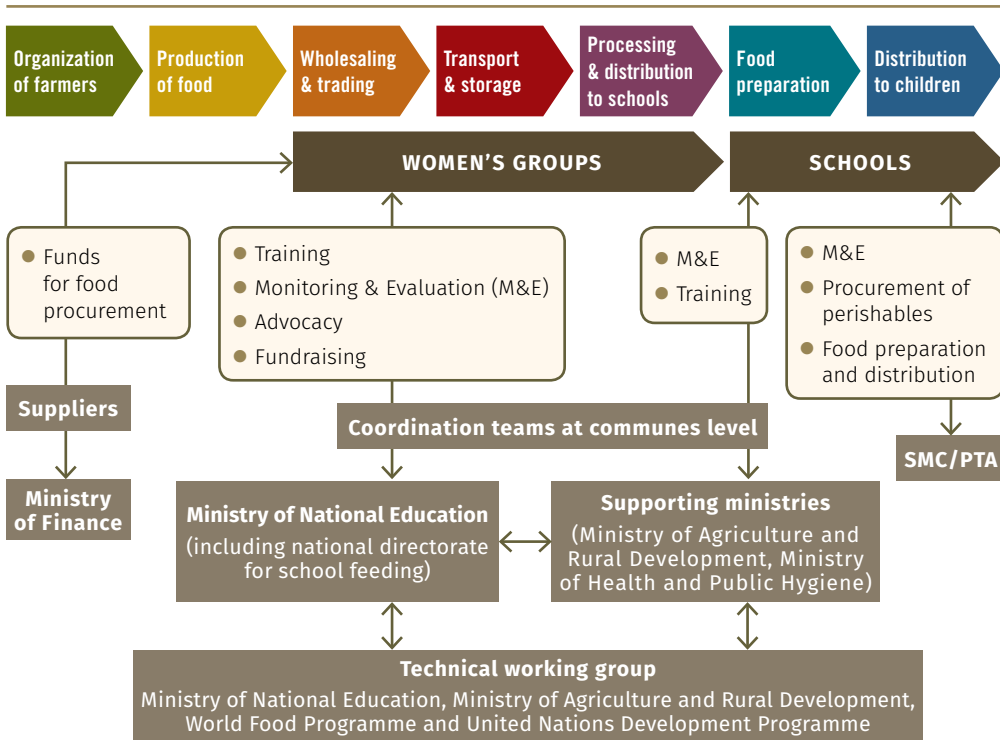 Organization
of farmers
Production
of food
Wholesaling
& trading
Transport
& storage
Processing
& distribution
to schools
Food
preparation
Distribution
to children
WOMEN'S GROUPS
SCHOOLS
Funds
for food
procurement
Training
Monitoring & Evaluation (M&E)
Advocacy
Fundraising
M&E
Training
M&E
Procurement of
perishables
Food preparation
and distribution
Suppliers
Coordination teams at communes level
SMC/PTA
Ministry
of Finance
Ministry of National Education
(including national directorate
for school feeding)
Supporting ministries
(Ministry of Agriculture and
Rural Development, Ministry
of Health and Public Hygiene)
Technical working group
Ministry of National Education, Ministry of Agriculture and Rural Development,
World Food Programme and United Nations Development Programme